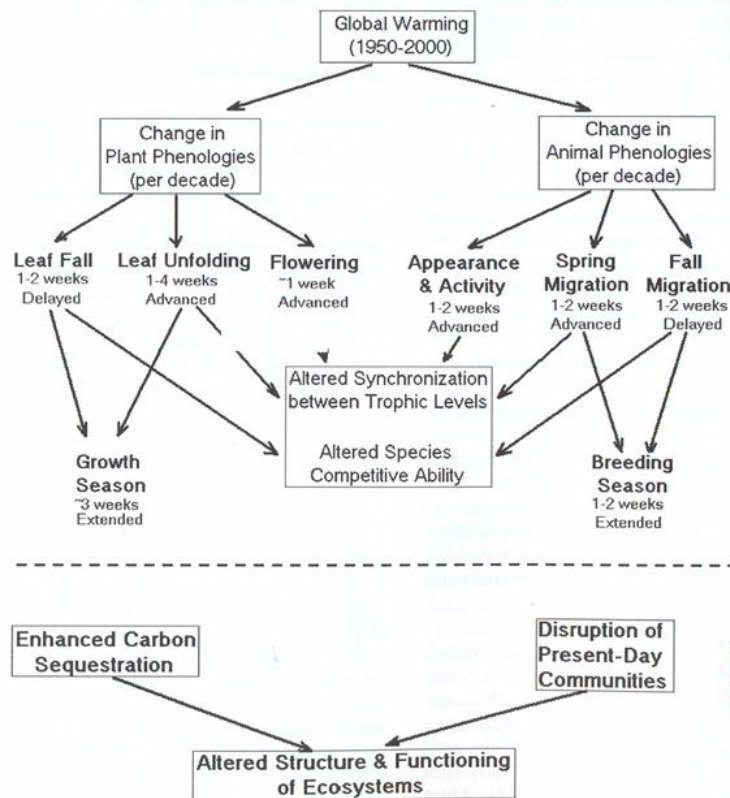 Global Warming
(1950-2000)
Change in
Plant Phenologies
(per decade)
Change in
Animal Phenologies
(per decade)
Leaf Fall
1-2 weeks
Delayed
Leaf Unfolding
1-4 weeks
Advanced
Flowering
~1 week
Advanced
Appearance
& Activity
1-2 weeks
Advanced
Spring
Migration
1-2 weeks
Advanced
Fall
Migration
1-2 weeks
Delayed
Altered Synchronization
between Trophic Levels
Altered Species
Competitive Ability
Growth
Season
~3 weeks
Extended
Breeding
Season
1-2 weeks
Extended
Enhanced Carbon
Sequestration
Disruption of
Present-Day
Communities
Altered Structure & Functioning
of Ecosystems